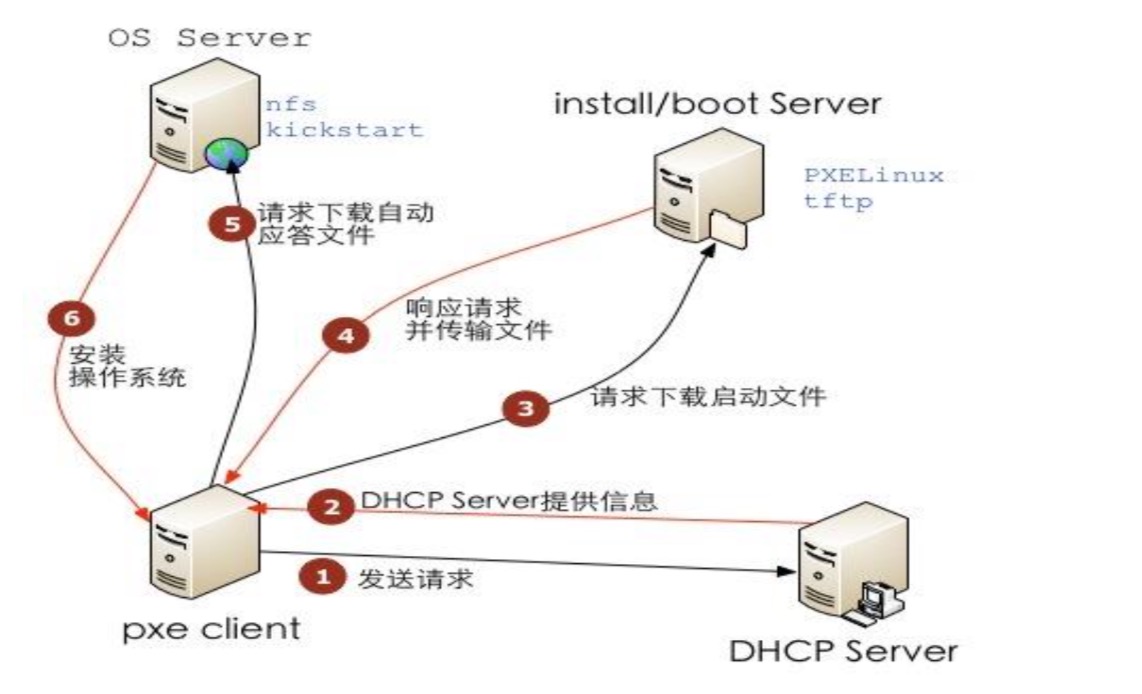 OS Server
nfs
kickstart
install/boot Server
PXELinux
tftp
5
请求下载自动
应答文件
6
安装
操作系统
4
响应请求
并传输文件
3
请求下载启动文件
2
DHCP Server提供信息
1
发送请求
pxe client
DHCP Server